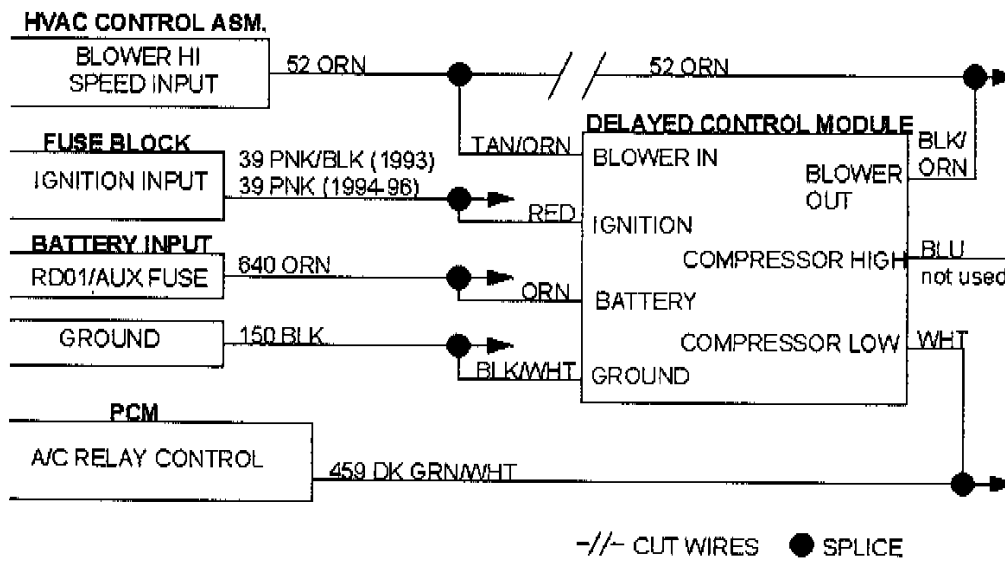 HVAC CONTROL ASM.
BLOWER HI
SPEED INPUT
52 ORN
52 ORN
DELAYED CONTROL MODULE
FUSE BLOCK
IGNITION INPUT
39 PNK/BLK (1993)
39 PNK (1994-96)
TAN/ORN
BLOWER IN
BLK/
ORN
BLOWER
OUT
RED
IGNITION
BATTERY INPUT
RD01/AUX FUSE
640 ORN
COMPRESSOR HIGH
BLU
not used
ORN
BATTERY
GROUND
150 BLK
COMPRESSOR LOW
WHT
BLK/WHT
GROUND
PCM
A/C RELAY CONTROL
459 DK GRN/WHT
-//- CUT WIRES
SPLICE